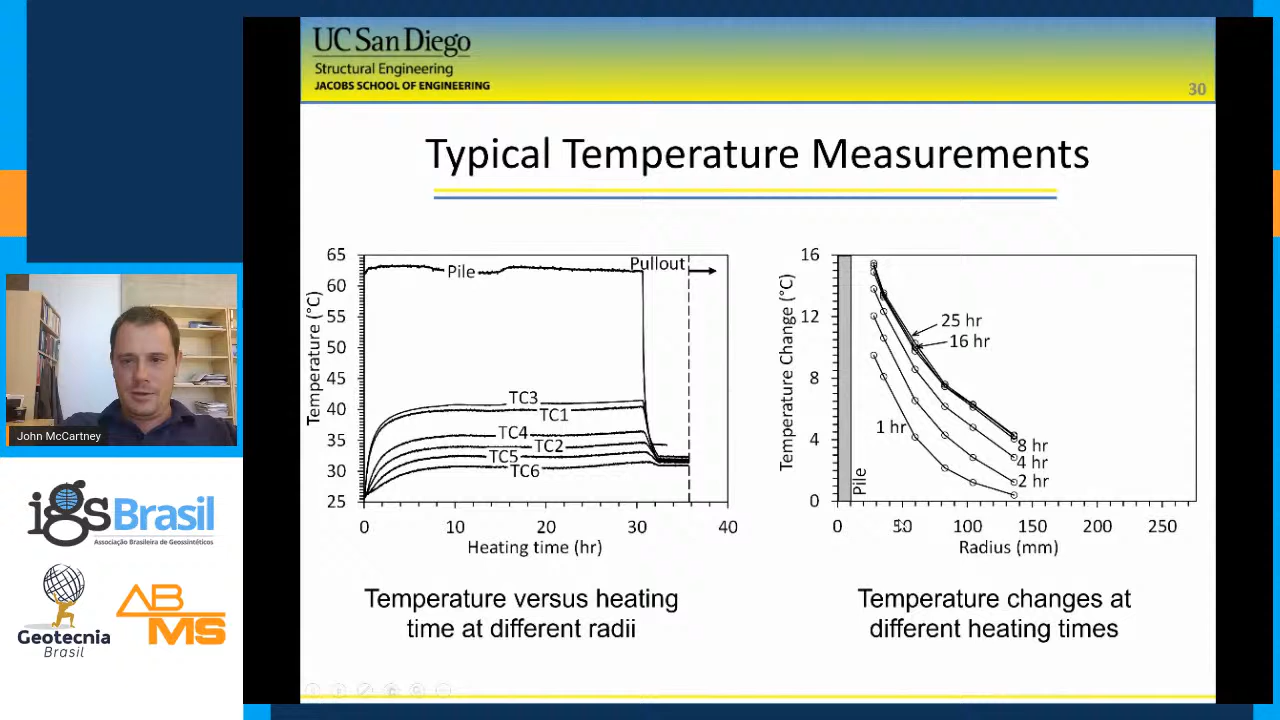 UC San Diego
Structural Engineering
JACOBS SCHOOL OF ENGINEERING
30
Typical Temperature Measurements
65
60
55
50
45
40
35
30
25
Temperature (°C)
Pile
Pullout
TC3
TC1
TC4
TC2
TC5
TC6
0
10
20
30
40
Heating time (hr)
16
12
8
4
0
Temperature Change (°C)
25 hr
16 hr
1 hr
8 hr
4 hr
2 hr
Pile
0
50
100
150
200
250
Radius (mm)
Temperature versus heating
time at different radii
Temperature changes at
different heating times
John McCartney
igs Brasil
Associação Brasileira de Geossintéticos
Geotecnia
Brasil
ABMS